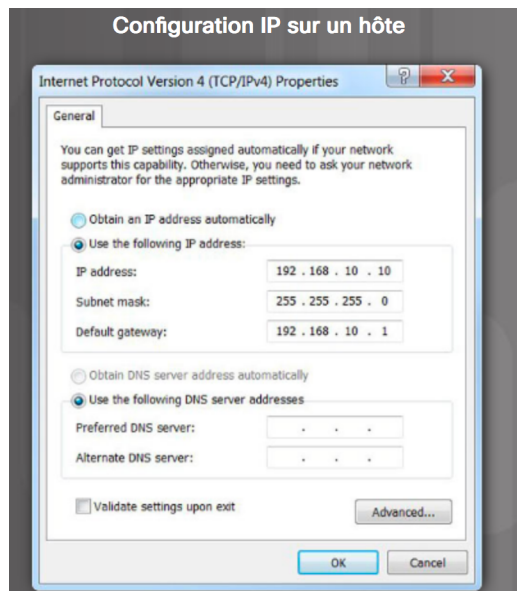 Configuration IP sur un hôte
Internet Protocol Version 4 (TCP/IPv4) Properties
General
You can get IP settings assigned automatically if your network
supports this capability. Otherwise, you need to ask your network
administrator for the appropriate IP settings.
Obtain an IP address automatically
Use the following IP address:
IP address: 192 . 168 . 10 . 10
Subnet mask: 255 . 255 . 255 . 0
Default gateway: 192 . 168 . 10 . 1
Obtain DNS server address automatically
Use the following DNS server addresses
Preferred DNS server: . . .
Alternate DNS server: . . .
Validate settings upon exit
Advanced...
OK Cancel